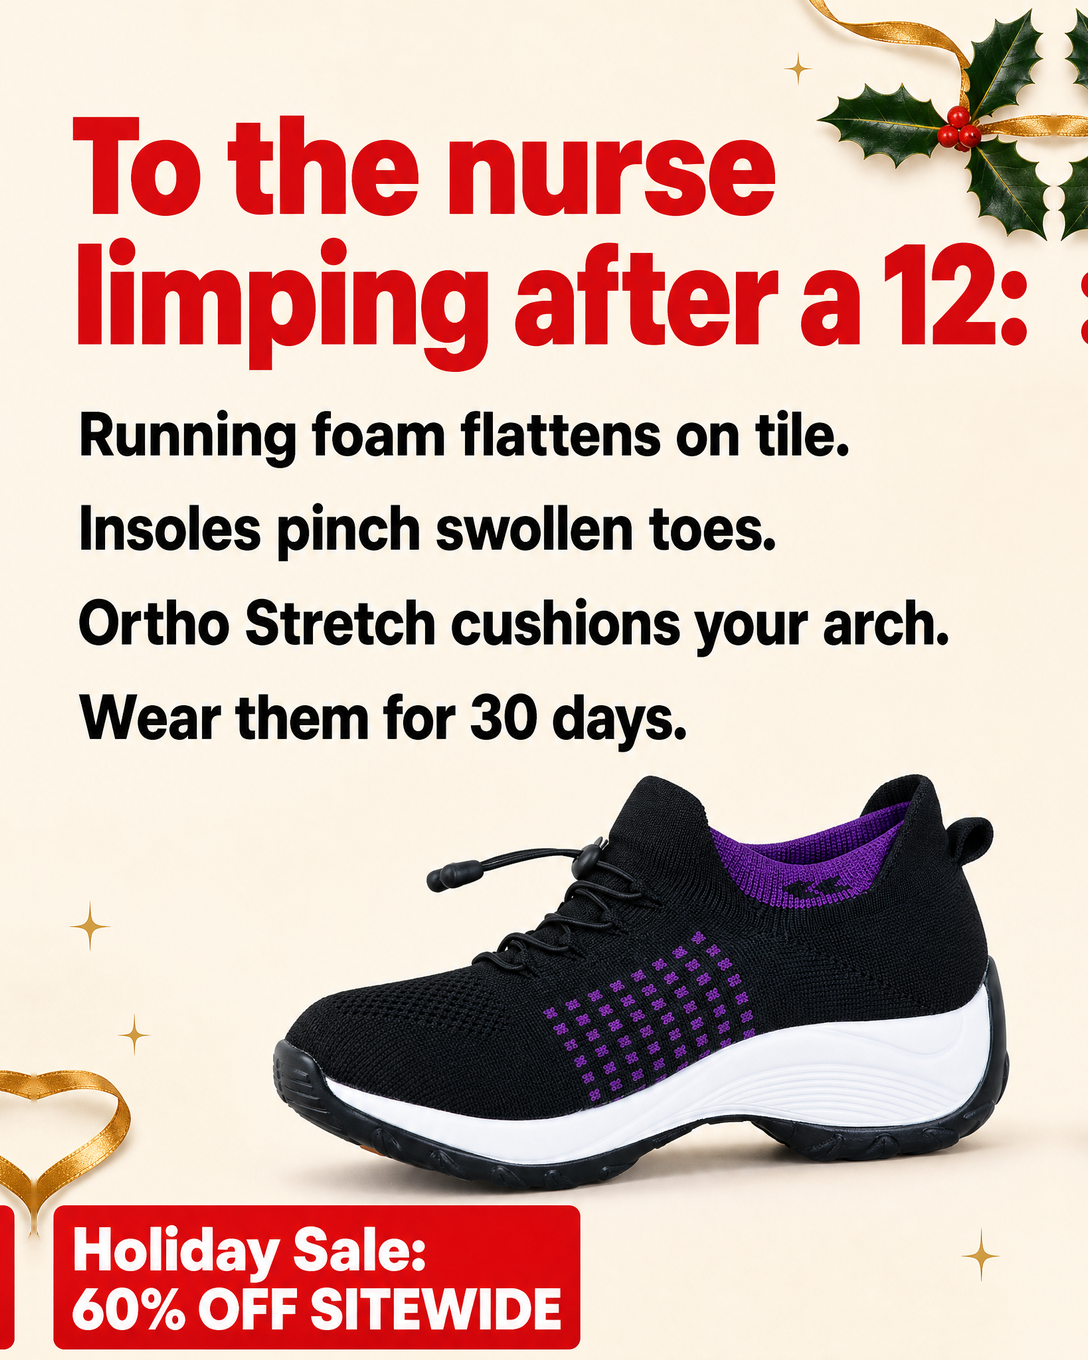 To the nurse
limping after a 12:
Running foam flattens on tile.
Insoles pinch swollen toes.
Ortho Stretch cushions your arch.
Wear them for 30 days.
Holiday Sale:
60% OFF SITEWIDE